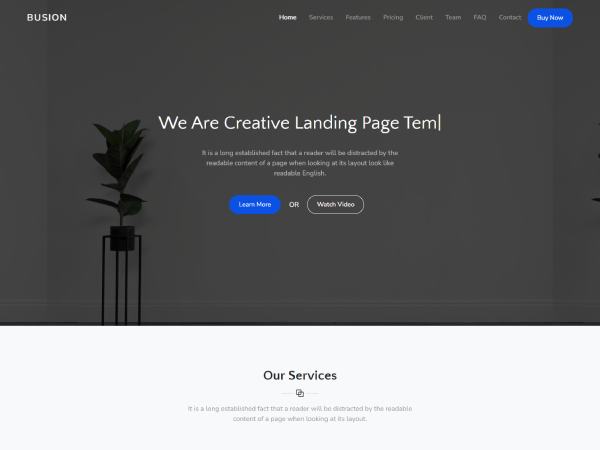 BUSION
Home Services Features Pricing Client Team FAQ Contact Buy Now
We Are Creative Landing Page Tem|
It is a long established fact that a reader will be distracted by the
readable content of a page when looking at its layout look like
readable English.
Learn More OR Watch Video
Our Services
It is a long established fact that a reader will be distracted by the readable
content of a page when looking at its layout.